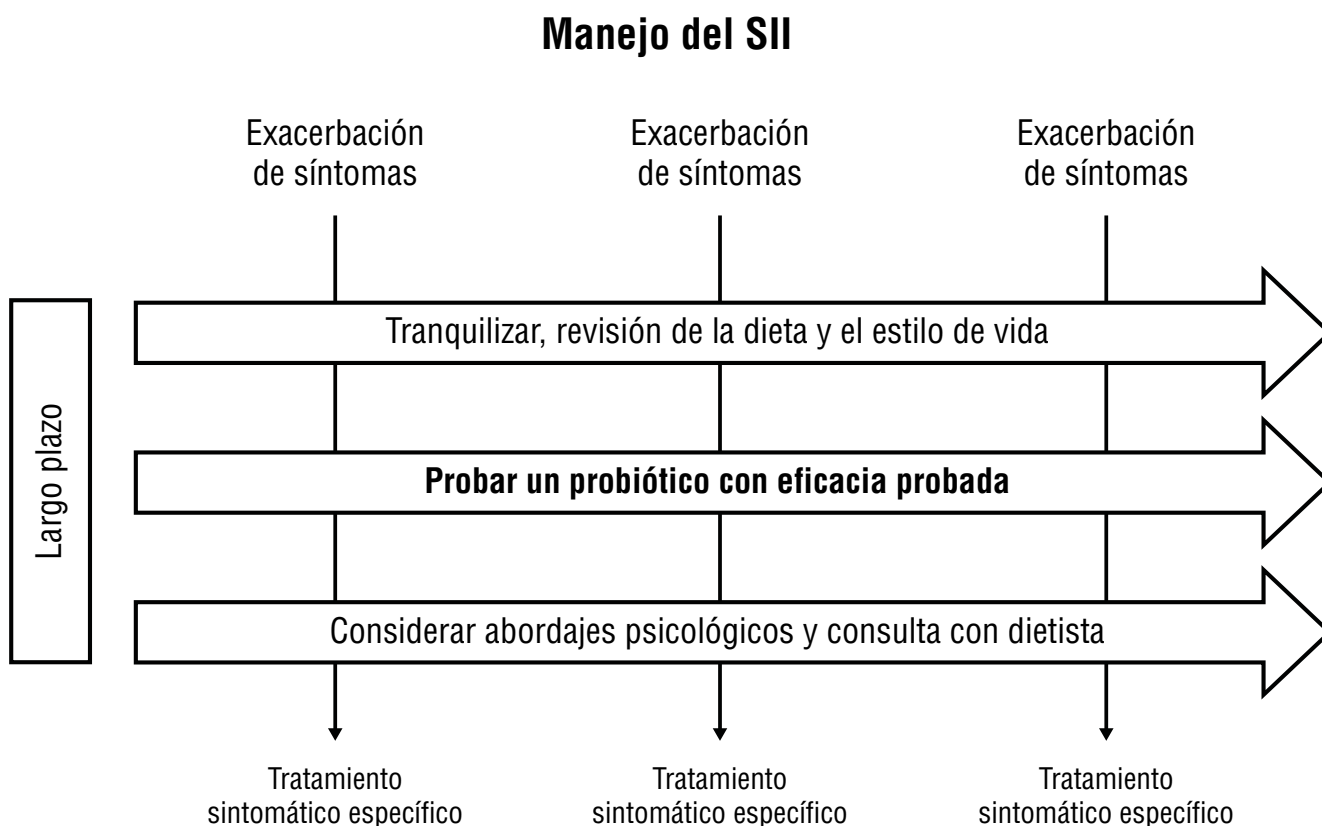 Manejo del SII
Exacerbación
de síntomas
Exacerbación
de síntomas
Exacerbación
de síntomas
Largo plazo
Tranquilizar, revisión de la dieta y el estilo de vida
Probar un probiótico con eficacia probada
Considerar abordajes psicológicos y consulta con dietista
Tratamiento
sintomático específico
Tratamiento
sintomático específico
Tratamiento
sintomático específico